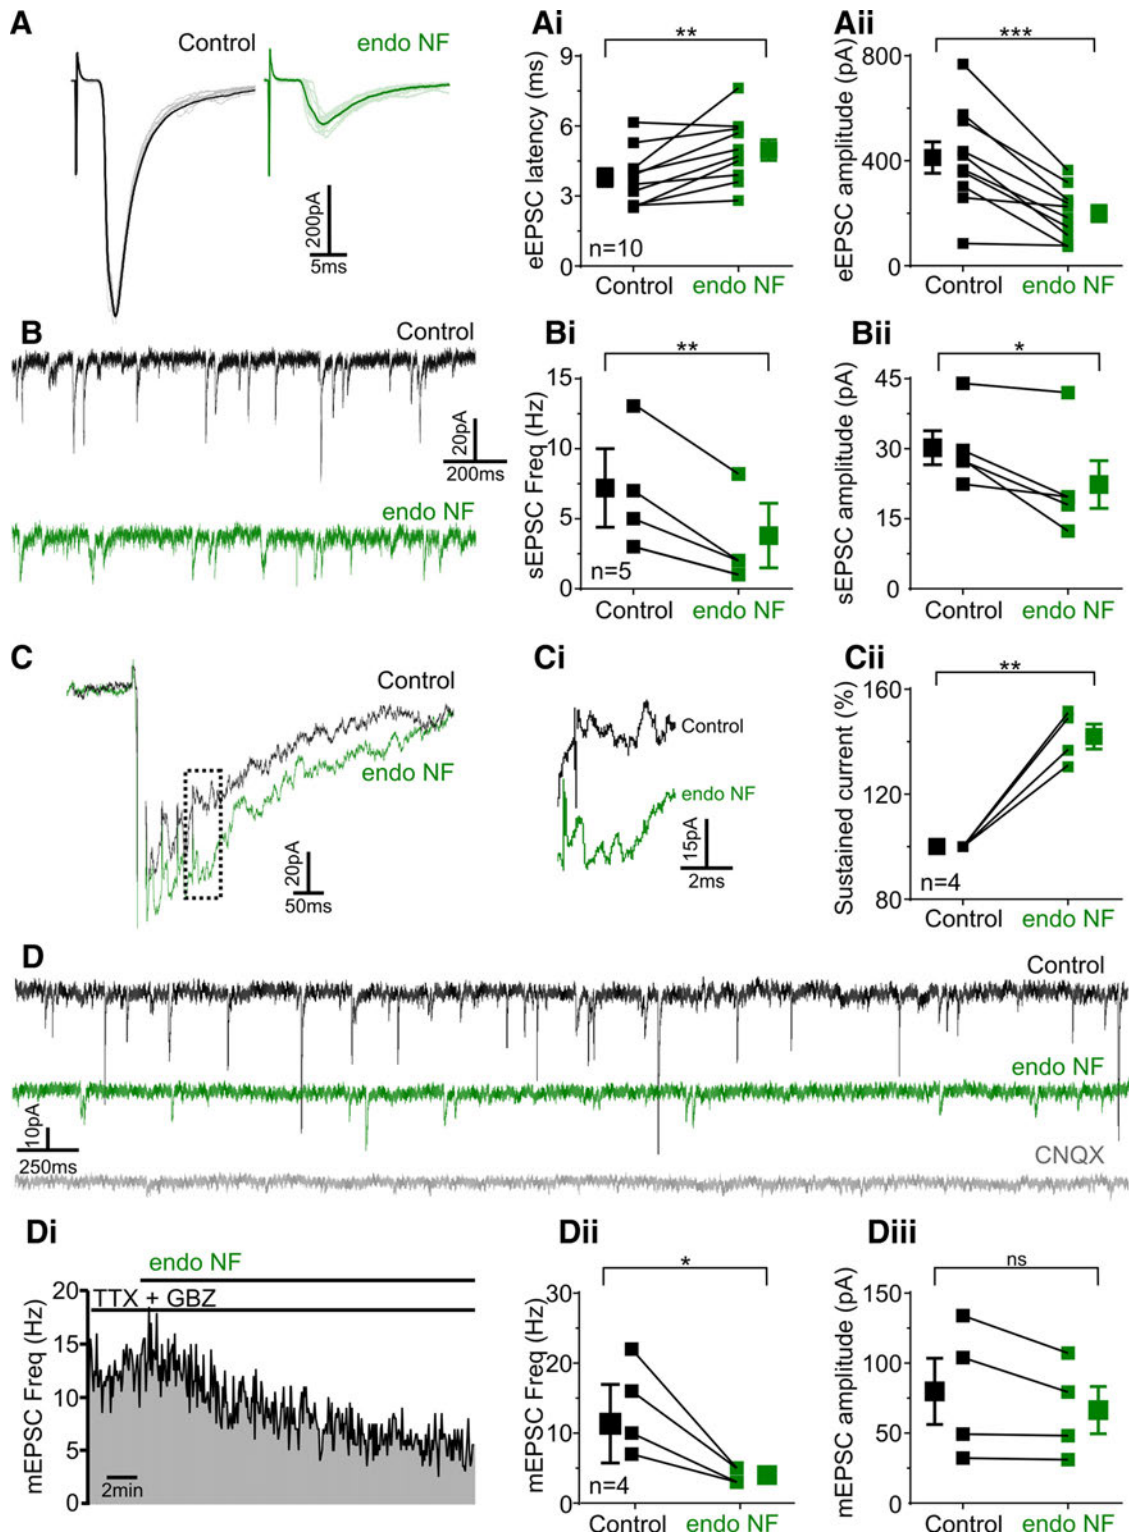 A
Control
endo NF
200pA
5ms
Ai
**
eEPSC latency (ms)
9
6
3
0
n=10
Control
endo NF
Aii
***
eEPSC amplitude (pA)
800
400
0
Control
endo NF
B
Control
20pA
200ms
endo NF
Bi
**
sEPSC Freq (Hz)
15
10
5
0
n=5
Control
endo NF
Bii
*
sEPSC amplitude (pA)
45
30
15
0
Control
endo NF
C
Control
endo NF
20pA
50ms
Ci
Control
endo NF
15pA
2ms
Cii
**
Sustained current (%)
160
120
80
n=4
Control
endo NF
D
Control
endo NF
10pA
250ms
CNQX
Di
endo NF
TTX + GBZ
mEPSC Freq (Hz)
20
15
10
5
0
2min
Dii
*
mEPSC Freq (Hz)
30
20
10
0
n=4
Control
endo NF
Diii
ns
mEPSC amplitude (pA)
150
100
50
0
Control
endo NF